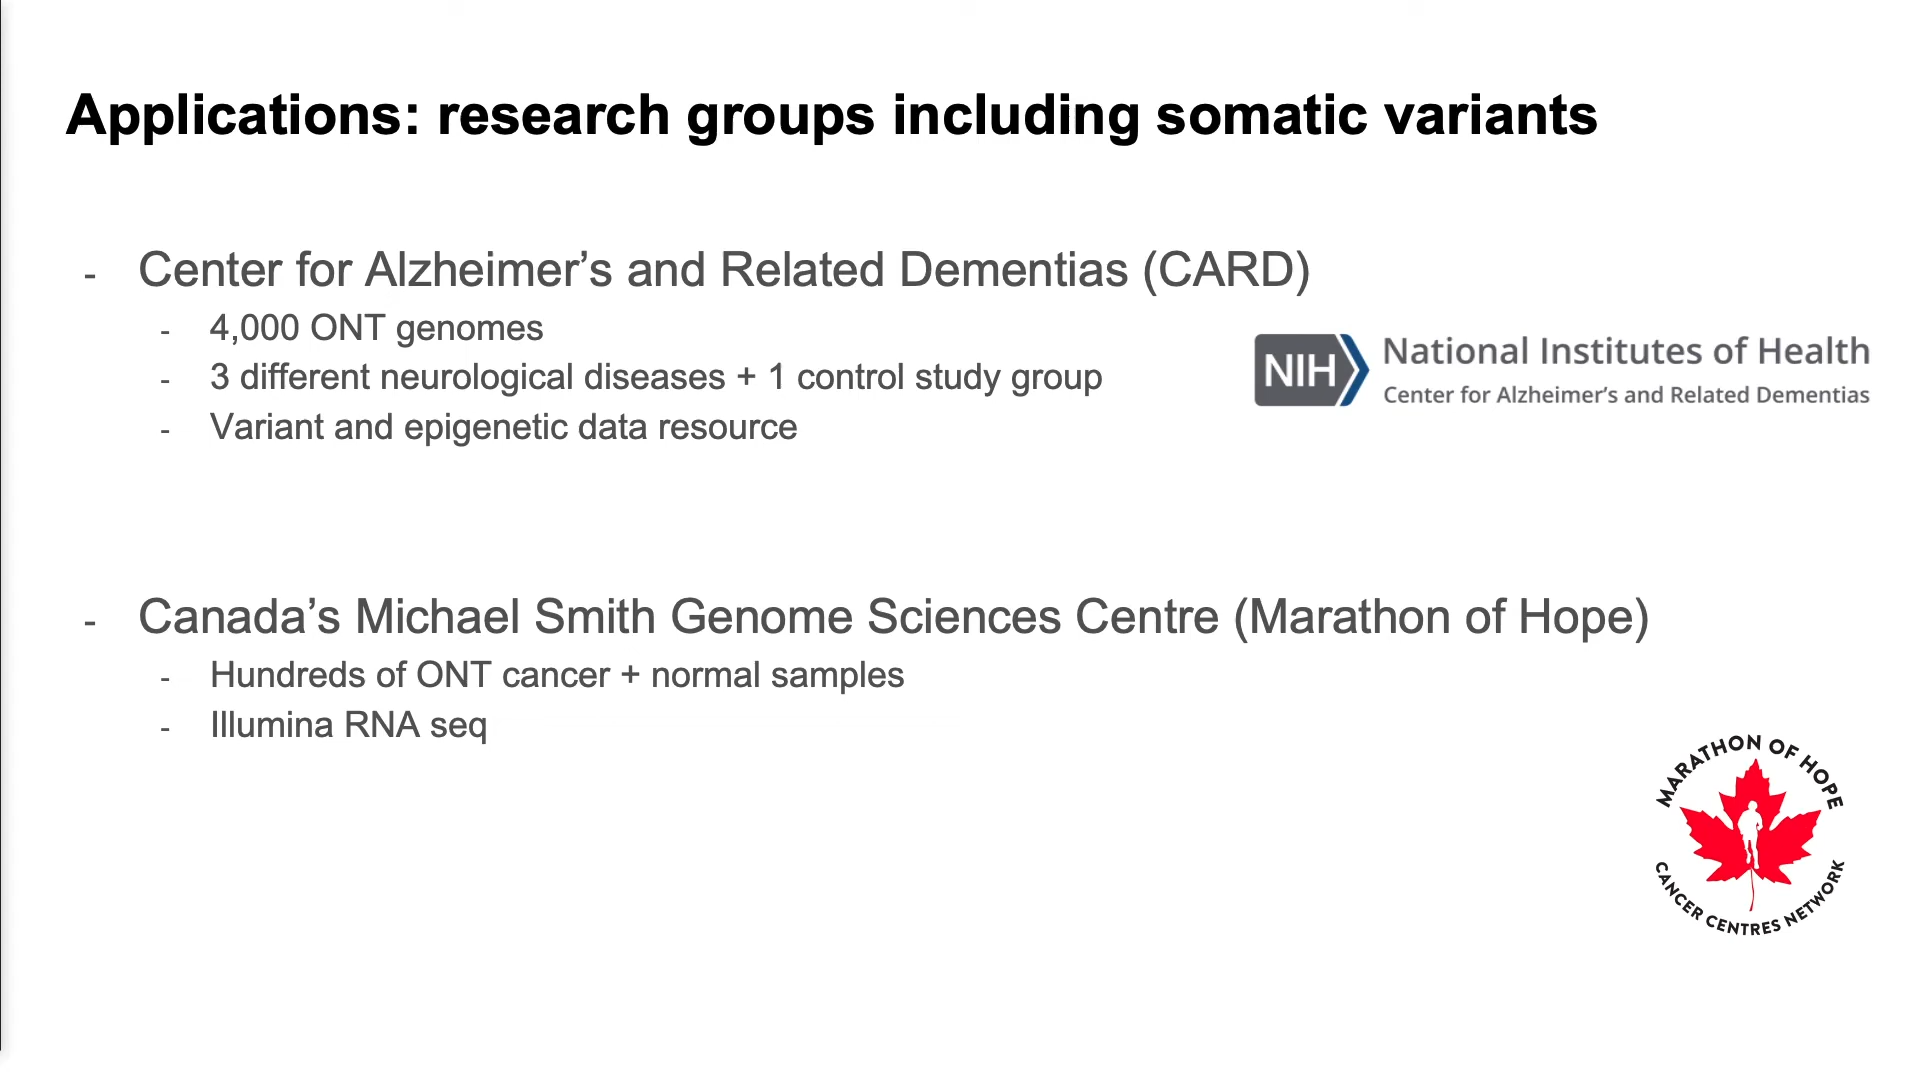 Applications: research groups including somatic variants
- Center for Alzheimer’s and Related Dementias (CARD)
- 4,000 ONT genomes
- 3 different neurological diseases + 1 control study group
- Variant and epigenetic data resource
NIH
National Institutes of Health
Center for Alzheimer’s and Related Dementias
- Canada’s Michael Smith Genome Sciences Centre (Marathon of Hope)
- Hundreds of ONT cancer + normal samples
- Illumina RNA seq
MARATHON OF HOPE
CANCER CENTRES NETWORK